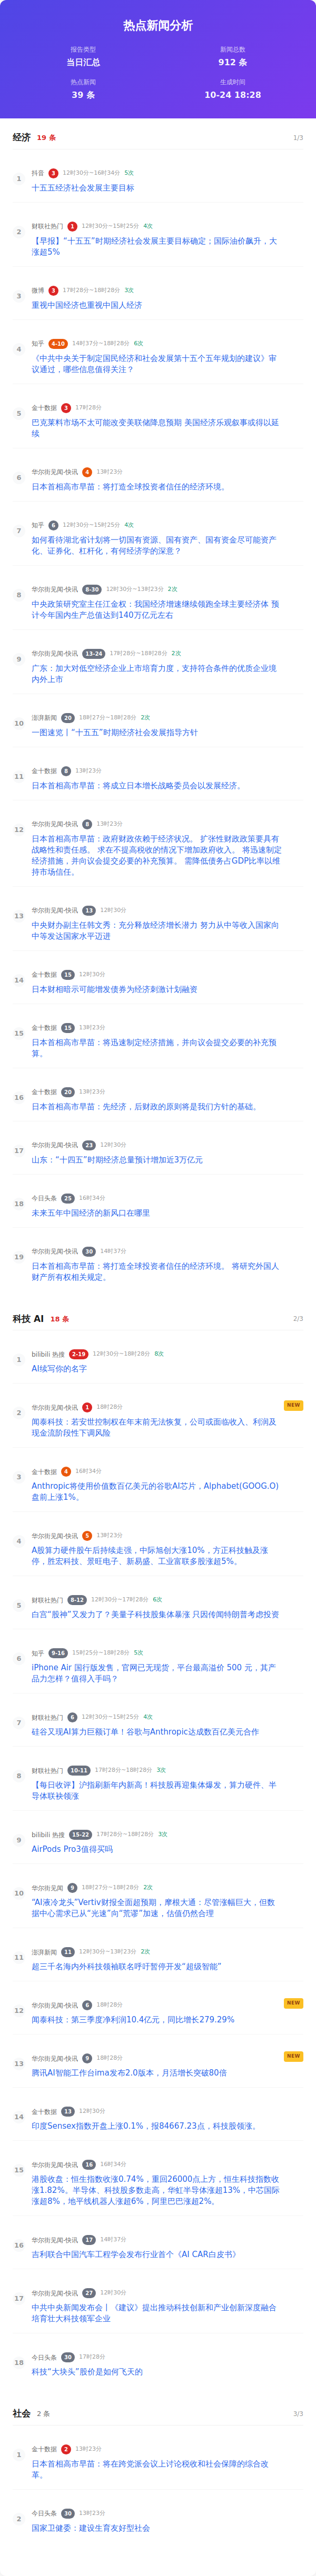 热点新闻分析
报告类型
新闻总数
当日汇总
912 条
热点新闻
生成时间
39 条
10-24 18:28
经济 19 条 1/3
1
抖音 3 12时30分~16时34分 5次
十五五经济社会发展主要目标
2
财联社热门 1 12时30分~15时25分 4次
【早报】“十五五”时期经济社会发展主要目标确定；国际油价飙升，大
涨超5%
3
微博 3 17时28分~18时28分 3次
重视中国经济也重视中国人经济
4
知乎 4-10 14时37分~18时28分 6次
《中共中央关于制定国民经济和社会发展第十五个五年规划的建议》审
议通过，哪些信息值得关注？
5
金十数据 3 17时28分
巴克莱料市场不太可能改变美联储降息预期 美国经济乐观叙事或得以延
续
6
华尔街见闻-快讯 4 13时23分
日本首相高市早苗：将打造全球投资者信任的经济环境。
7
知乎 6 12时30分~15时25分 4次
如何看待湖北省计划将一切国有资源、国有资产、国有资金尽可能资产
化、证券化、杠杆化，有何经济学的深意？
8
华尔街见闻-快讯 8-30 12时30分~13时23分 2次
中央政策研究室主任江金权：我国经济增速继续领跑全球主要经济体 预
计今年国内生产总值达到140万亿元左右
9
华尔街见闻-快讯 13-24 17时28分~18时28分 2次
广东：加大对低空经济企业上市培育力度，支持符合条件的优质企业境
内外上市
10
澎湃新闻 20 18时27分~18时28分 2次
一图速览丨“十五五”时期经济社会发展指导方针
11
金十数据 8 13时23分
日本首相高市早苗：将成立日本增长战略委员会以发展经济。
12
华尔街见闻-快讯 8 13时23分
日本首相高市早苗：政府财政依赖于经济状况。 扩张性财政政策要具有
战略性和责任感。 求在不提高税收的情况下增加政府收入。 将迅速制定
经济措施，并向议会提交必要的补充预算。 需降低债务占GDP比率以维
持市场信任。
13
华尔街见闻-快讯 13 12时30分
中央财办副主任韩文秀：充分释放经济增长潜力 努力从中等收入国家向
中等发达国家水平迈进
14
金十数据 15 12时30分
日本财相暗示可能增发债券为经济刺激计划融资
15
金十数据 15 13时23分
日本首相高市早苗：将迅速制定经济措施，并向议会提交必要的补充预
算。
16
金十数据 20 13时23分
日本首相高市早苗：先经济，后财政的原则将是我们方针的基础。
17
华尔街见闻-快讯 23 12时30分
山东：“十四五”时期经济总量预计增加近3万亿元
18
今日头条 25 16时34分
未来五年中国经济的新风口在哪里
19
华尔街见闻-快讯 30 14时37分
日本首相高市早苗：将打造全球投资者信任的经济环境。 将研究外国人
财产所有权相关规定。
科技 AI 18 条 2/3
1
bilibili 热搜 2-19 12时30分~18时28分 8次
AI续写你的名字
2
华尔街见闻-快讯 1 18时28分 NEW
闻泰科技：若安世控制权在年末前无法恢复，公司或面临收入、利润及
现金流阶段性下调风险
3
金十数据 4 16时34分
Anthropic将使用价值数百亿美元的谷歌AI芯片，Alphabet(GOOG.O)
盘前上涨1%。
4
华尔街见闻-快讯 5 13时23分
A股算力硬件股午后持续走强，中际旭创大涨10%，方正科技触及涨
停，胜宏科技、景旺电子、新易盛、工业富联多股涨超5%。
5
财联社热门 8-12 12时30分~17时28分 6次
白宫“股神”又发力了？美量子科技股集体暴涨 只因传闻特朗普考虑投资
6
知乎 9-16 15时25分~18时28分 5次
iPhone Air 国行版发售，官网已无现货，平台最高溢价 500 元，其产
品力怎样？值得入手吗？
7
财联社热门 6 12时30分~15时25分 4次
硅谷又现AI算力巨额订单！谷歌与Anthropic达成数百亿美元合作
8
财联社热门 10-11 17时28分~18时28分 3次
【每日收评】沪指刷新年内新高！科技股再迎集体爆发，算力硬件、半
导体联袂领涨
9
bilibili 热搜 15-22 17时28分~18时28分 3次
AirPods Pro3值得买吗
10
华尔街见闻 9 18时27分~18时28分 2次
“AI液冷龙头”Vertiv财报全面超预期，摩根大通：尽管涨幅巨大，但数
据中心需求已从“光速”向“荒谬”加速，估值仍然合理
11
澎湃新闻 11 12时30分~13时23分 2次
超三千名海内外科技领袖联名呼吁暂停开发“超级智能”
12
华尔街见闻-快讯 6 18时28分 NEW
闻泰科技：第三季度净利润10.4亿元，同比增长279.29%
13
华尔街见闻-快讯 9 18时28分 NEW
腾讯AI智能工作台ima发布2.0版本，月活增长突破80倍
14
金十数据 13 12时30分
印度Sensex指数开盘上涨0.1%，报84667.23点，科技股领涨。
15
华尔街见闻-快讯 16 16时34分
港股收盘：恒生指数收涨0.74%，重回26000点上方，恒生科技指数收
涨1.82%。半导体、科技股多数走高，华虹半导体涨超13%，中芯国际
涨超8%，地平线机器人涨超6%，阿里巴巴涨超2%。
16
华尔街见闻-快讯 17 14时37分
吉利联合中国汽车工程学会发布行业首个《AI CAR白皮书》
17
华尔街见闻-快讯 27 12时30分
中共中央新闻发布会丨《建议》提出推动科技创新和产业创新深度融合
培育壮大科技领军企业
18
今日头条 30 17时28分
科技“大块头”股价是如何飞天的
社会 2 条 3/3
1
金十数据 2 13时23分
日本首相高市早苗：将在跨党派会议上讨论税收和社会保障的综合改
革。
2
今日头条 30 13时23分
国家卫健委：建设生育友好型社会